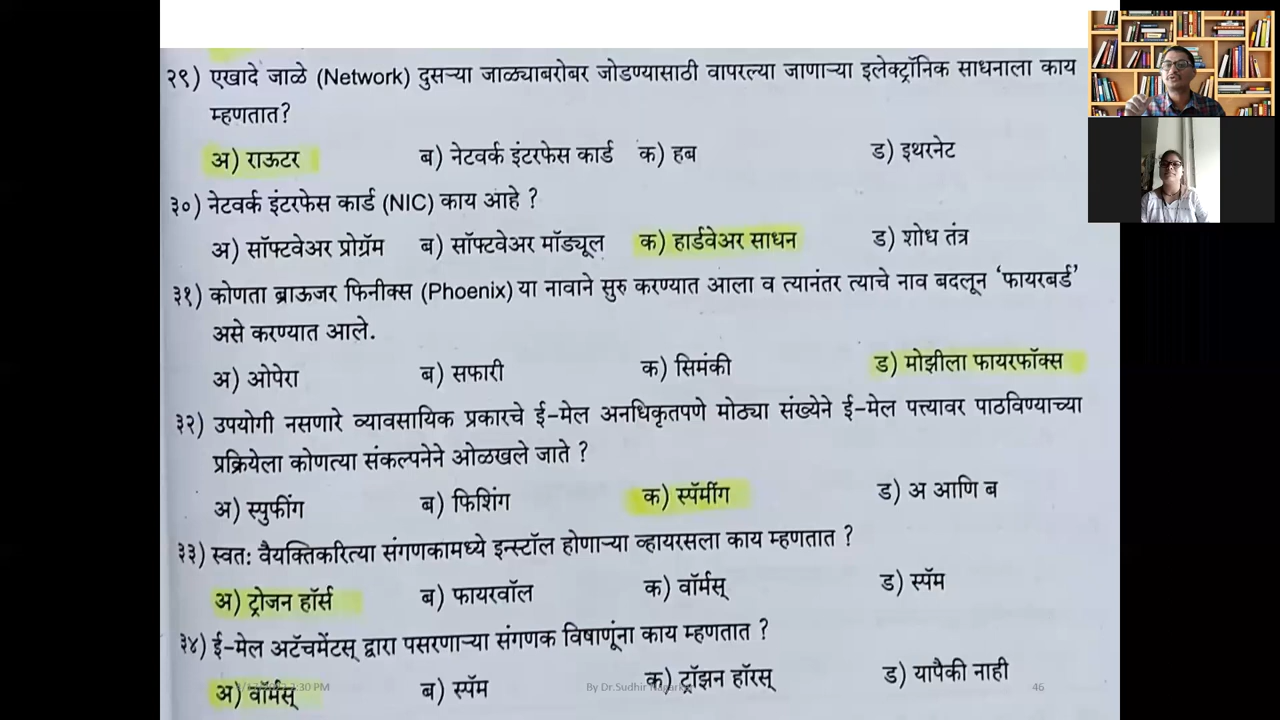 २९) एखादे जाळे (Network) दुसऱ्या जाळ्याबरोबर जोडण्यासाठी वापरल्या जाणाऱ्या इलेक्ट्रॉनिक साधनाला काय
म्हणतात?
अ) राऊटर ब) नेटवर्क इंटरफेस कार्ड क) हब ड) इथरनेट
३०) नेटवर्क इंटरफेस कार्ड (NIC) काय आहे ?
अ) सॉफ्टवेअर प्रोग्रॅम ब) सॉफ्टवेअर मॉड्यूल क) हार्डवेअर साधन ड) शोध तंत्र
३१) कोणता ब्राऊजर फिनीक्स (Phoenix) या नावाने सुरु करण्यात आला व त्यानंतर त्याचे नाव बदलून ‘फायरबर्ड’
असे करण्यात आले.
अ) ओपेरा ब) सफारी क) सिमंकी ड) मोझीला फायरफॉक्स
३२) उपयोगी नसणारे व्यावसायिक प्रकारचे ई-मेल अनधिकृतपणे मोठ्या संख्येने ई-मेल पत्त्यावर पाठविण्याच्या
प्रक्रियेला कोणत्या संकल्पनेने ओळखले जाते ?
अ) स्पुफींग ब) फिशिंग क) स्पॅमींग ड) अ आणि ब
३३) स्वतः वैयक्तिकरित्या संगणकामध्ये इन्स्टॉल होणाऱ्या व्हायरसला काय म्हणतात ?
अ) ट्रोजन हॉर्स ब) फायरवॉल क) वॉर्मस् ड) स्पॅम
३४) ई-मेल अटॅचमेंटस् द्वारा पसरणाऱ्या संगणक विषाणूंना काय म्हणतात ?
अ) वॉर्मस् ब) स्पॅम क) ट्रॉझन हॉरस् ड) यापैकी नाही
:30 PM By Dr.Sudhir 46